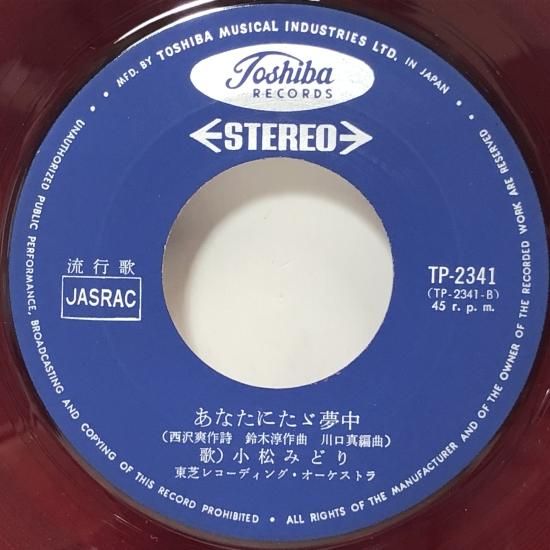 MFD. BY TOSHIBA MUSICAL INDUSTRIES LTD. IN JAPAN •
Toshiba
RECORDS
STEREO
流行歌
JASRAC
TP-2341
(TP-2341-B)
45 r.p.m.
あなたにたゞ夢中
(西沢爽作詩 鈴木淳作曲 川口真編曲)
歌) 小松みどり
東芝レコーディング・オーケストラ
UNAUTHORIZED PUBLIC PERFORMANCE, BROADCASTING AND COPYING OF THIS RECORD PROHIBITED • ALL RIGHTS OF THE MANUFACTURER AND OF THE OWNER OF THE RECORDED WORK ARE RESERVED